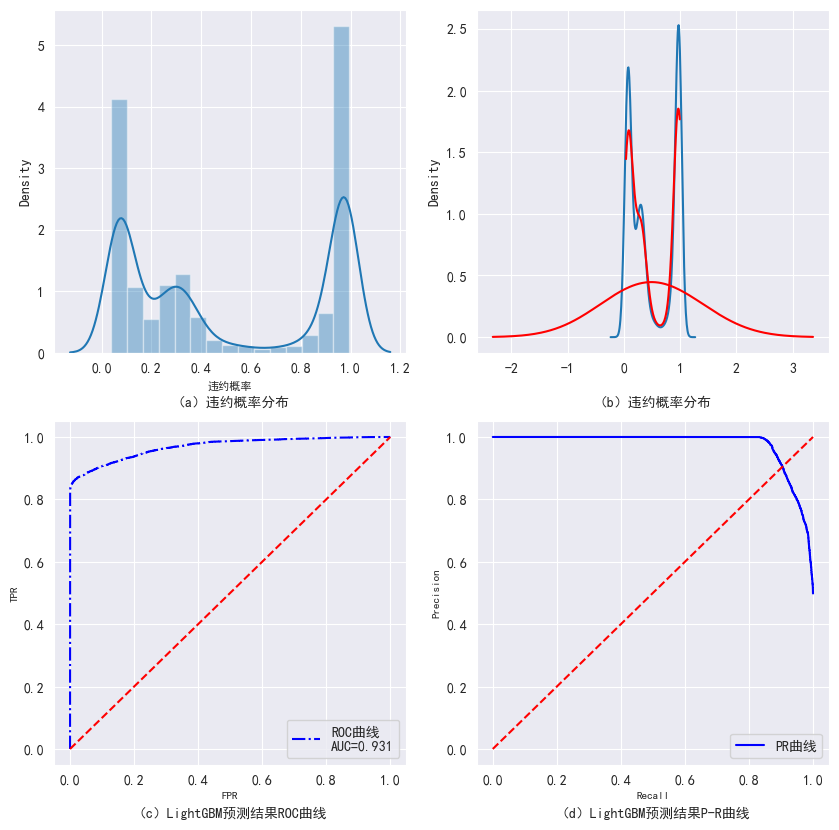 5
4
3
2
1
0
Density
0.0 0.2 0.4 0.6 0.8 1.0 1.2
违约概率
（a）违约概率分布
2.5
2.0
1.5
1.0
0.5
0.0
Density
-2 -1 0 1 2 3
（b）违约概率分布
1.0
0.8
0.6
0.4
0.2
0.0
TPR
ROC曲线
AUC=0.931
0.0 0.2 0.4 0.6 0.8 1.0
FPR
（c）LightGBM预测结果ROC曲线
1.0
0.8
0.6
0.4
0.2
0.0
Precision
PR曲线
0.0 0.2 0.4 0.6 0.8 1.0
Recall
（d）LightGBM预测结果P-R曲线